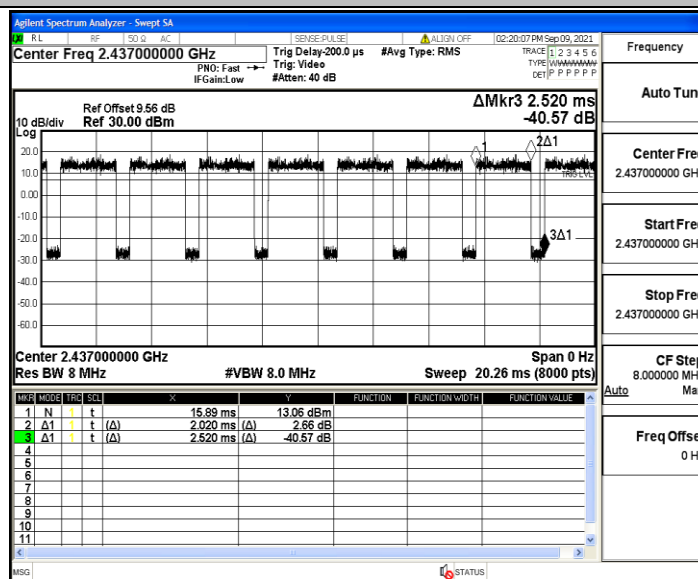 Agilent Spectrum Analyzer - Swept SA
RL RF 50 Ω AC SENSE:PULSE ALIGN OFF 02:20:07 PM Sep 09, 2021
Center Freq 2.437000000 GHz
PNO: Fast
IFGain:Low
Trig Delay-200.0 µs
Trig: Video
#Atten: 40 dB
#Avg Type: RMS
TRACE 1 2 3 4 5 6
TYPE WWWWWW
DET P P P P P P
Ref Offset 9.56 dB
10 dB/div Ref 30.00 dBm
ΔMkr3 2.520 ms
-40.57 dB
Log
20.0
10.0
0.00
-10.0
-20.0
-30.0
-40.0
-50.0
-60.0
1
2Δ1
TRIG LVL
3Δ1
Center 2.437000000 GHz Span 0 Hz
Res BW 8 MHz #VBW 8.0 MHz Sweep 20.26 ms (8000 pts)
MKR MODE TRC SCL X Y FUNCTION FUNCTION WIDTH FUNCTION VALUE
1 N 1 t 15.89 ms 13.06 dBm
2 Δ1 1 t (Δ) 2.020 ms (Δ) 2.66 dB
3 Δ1 1 t (Δ) 2.520 ms (Δ) -40.57 dB
4
5
6
7
8
9
10
11
MSG STATUS
Frequency
Auto Tun
Center Fre
2.437000000 GH
Start Fre
2.437000000 GH
Stop Fre
2.437000000 GH
CF Ste
8.000000 MH
Auto Ma
Freq Offse
0 H